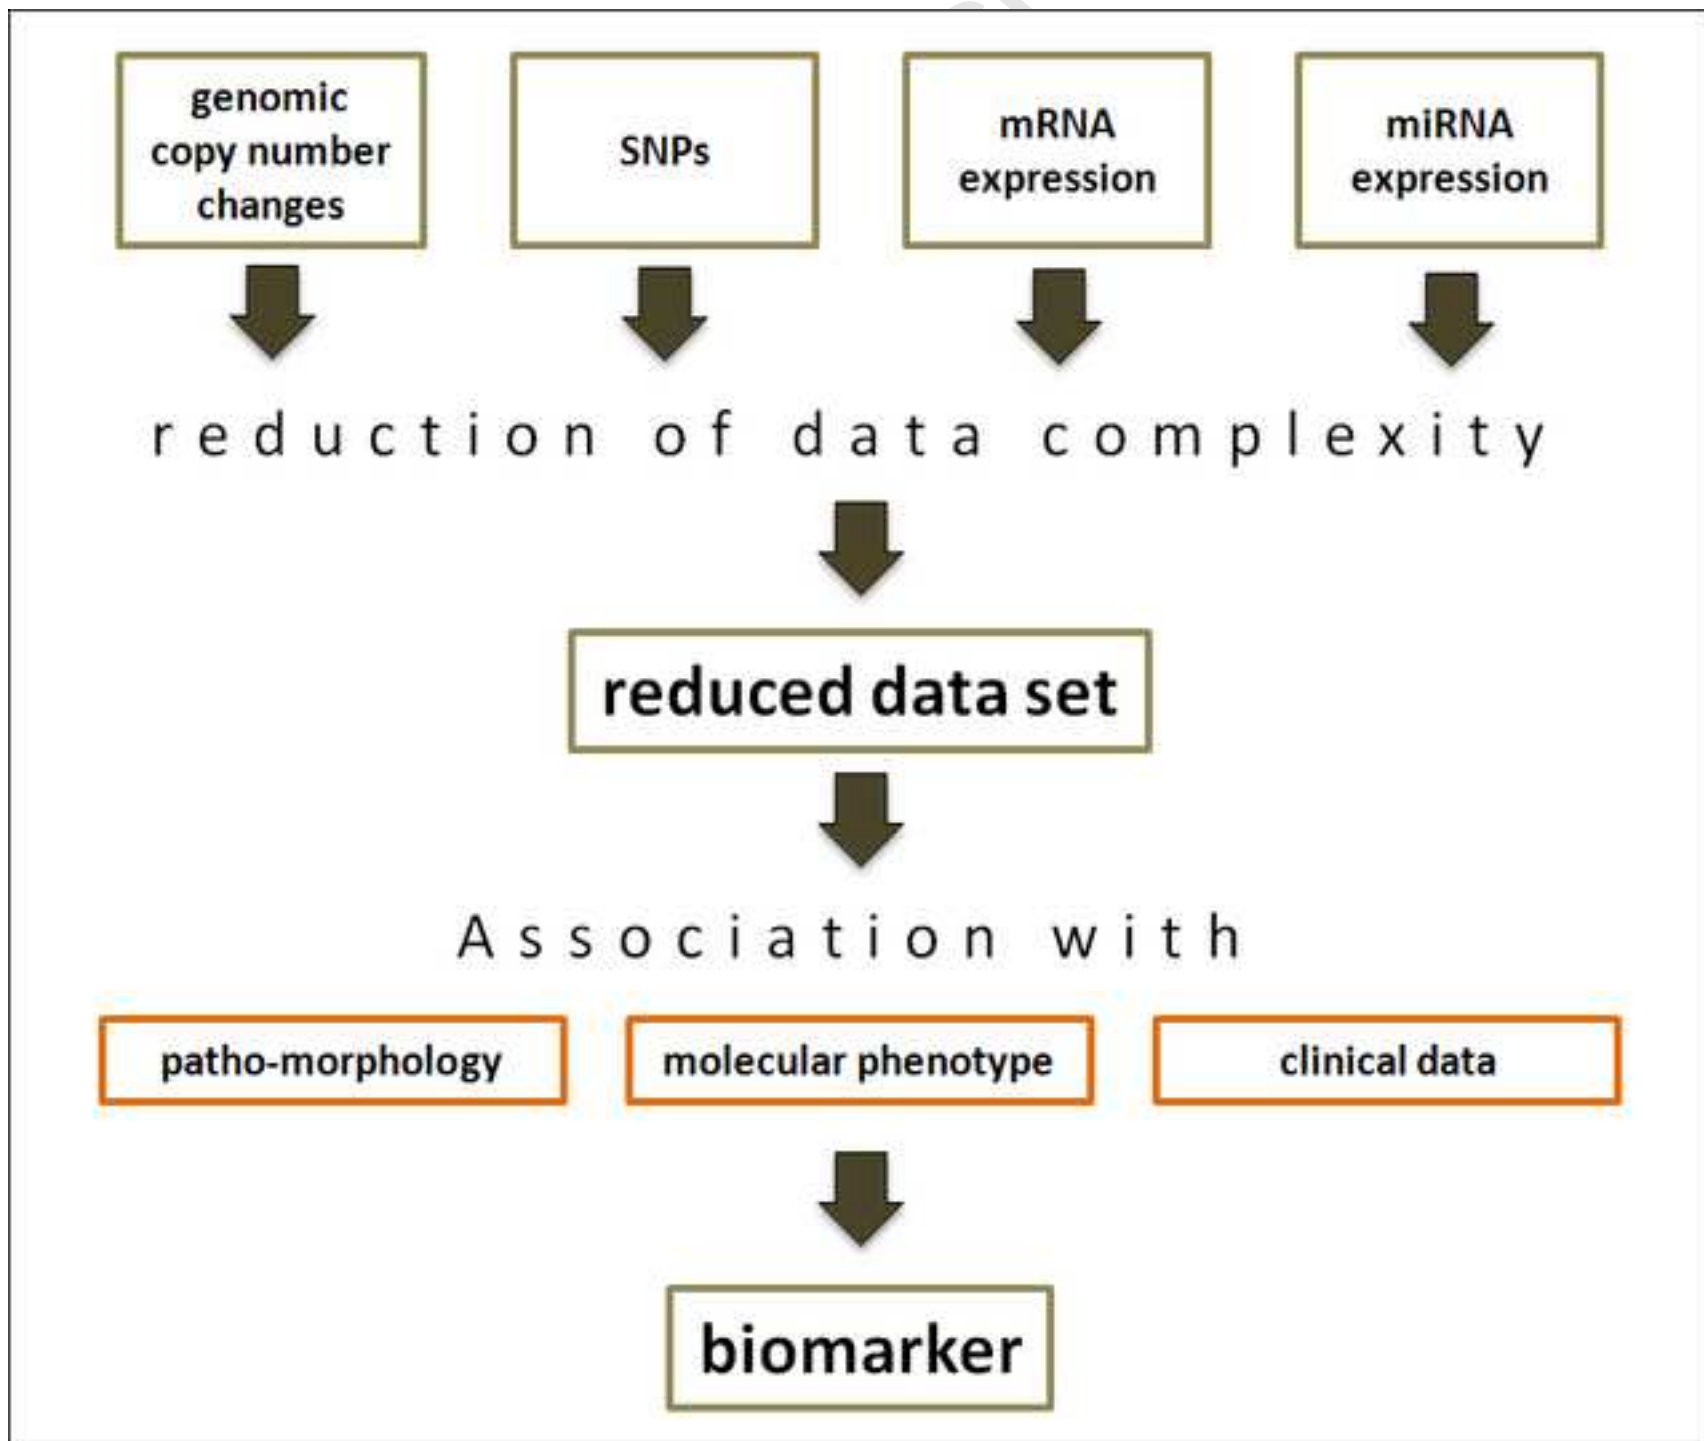 genomic
copy number
changes
SNPs
mRNA
expression
miRNA
expression
reduction of data complexity
reduced data set
Association with
patho-morphology
molecular phenotype
clinical data
biomarker